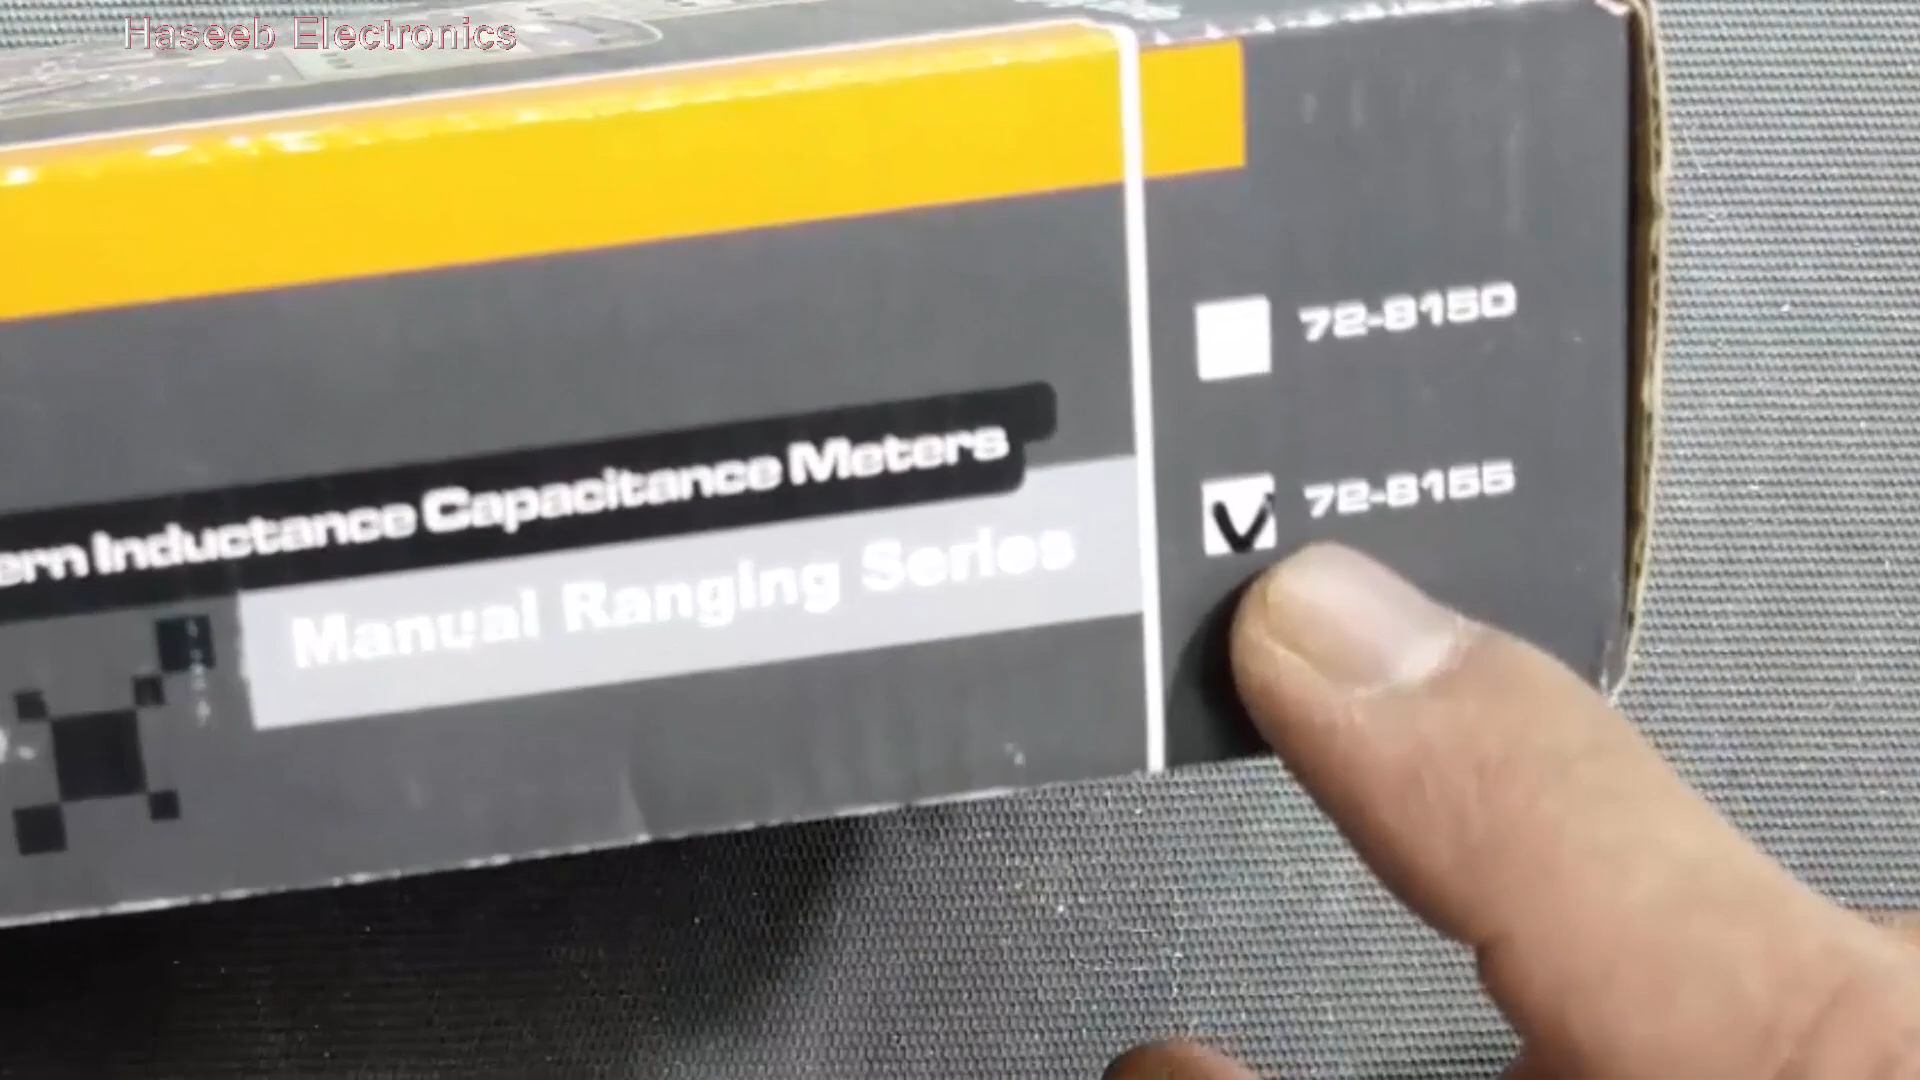 Haseeb Electronics
72-8150
ern Inductance Capacitance Meters
72-8155
Manual Ranging Series